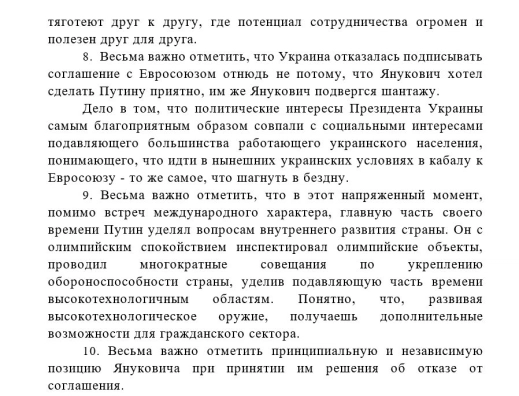 тяготеют друг к другу, где потенциал сотрудничества огромен и
полезен друг для друга.
8. Весьма важно отметить, что Украина отказалась подписывать
соглашение с Евросоюзом отнюдь не потому, что Янукович хотел
сделать Путину приятно, им же Янукович подвергся шантажу.
Дело в том, что политические интересы Президента Украины
самым благоприятным образом совпали с социальными интересами
подавляющего большинства работающего украинского населения,
понимающего, что идти в нынешних украинских условиях в кабалу к
Евросоюзу - то же самое, что шагнуть в бездну.
9. Весьма важно отметить, что в этот напряженный момент,
помимо встреч международного характера, главную часть своего
времени Путин уделял вопросам внутреннего развития страны. Он с
олимпийским спокойствием инспектировал олимпийские объекты,
проводил многократные совещания по укреплению
обороноспособности страны, уделив подавляющую часть времени
высокотехнологичным областям. Понятно, что, развивая
высокотехнологическое оружие, получаешь дополнительные
возможности для гражданского сектора.
10. Весьма важно отметить принципиальную и независимую
позицию Януковича при принятии им решения об отказе от
соглашения.